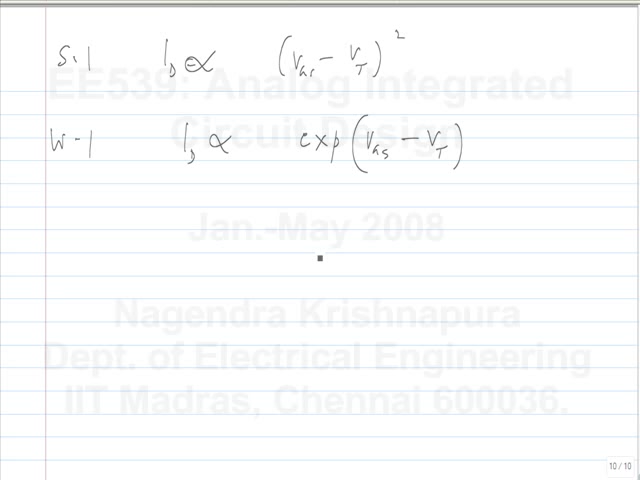 S.I I_D ∝ (V_GS − V_T)^2
EE539: Analog Integrated
Circuit Design
W-I I_D ∝ exp(V_GS − V_T)
Jan.-May 2008
Nagendra Krishnapura
Dept. of Electrical Engineering
IIT Madras, Chennai 600036.
10 / 10